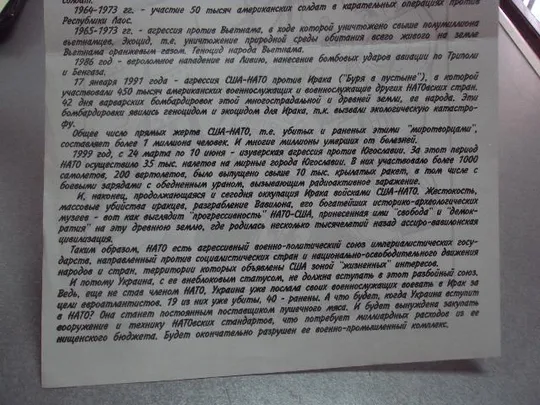 солдат.
1964-1973 гг. - участие 50 тысяч американских солдат в карательных операциях против
Республики Лаос.
1965-1973 гг. - агрессия против Вьетнама, в ходе которой уничтожено свыше полумиллиона
вьетнамцев, экоцид, т.е. уничтожение природной среды обитания всего живого на земле
Вьетнама оранжевым газом. Геноцид народа Вьетнама.
1986 год - вероломное нападение на Ливию, нанесение бомбовых ударов авиации по Триполи
и Бенгази.
17 января 1991 года - агрессия США-НАТО против Ирака ("Буря в пустыне"), в которой
участвовали 450 тысяч американских военнослужащих и военнослужащие других НАТОвских стран.
42 дня варварских бомбардировок этой многострадальной и древней земли, ее народа. Эти
бомбардировки явились геноцидом и экоцидом для Ирака, т.к. вызвали экологическую катастро-
фу.
Общее число прямых жертв США-НАТО, т.е. убитых и раненых этими "миротворцами",
составляет более 1 миллиона человек. И многие миллионы умерших от болезней.
1999 год, с 24 марта по 10 июня - изуверская агрессия против Югославии. За этот период
НАТО осуществило 35 тыс. налетов на мирные города Югославии. В них участвовало более 1000
самолетов, 200 вертолетов, было выпущено свыше 10 тыс. крылатых ракет, в том числе с
боевыми зарядами с обедненным ураном, вызывающим радиоактивное заражение.
И, наконец, продолжающаяся и сегодня оккупация Ирака войсками США-НАТО. Жестокость,
массовые убийства иракцев, разграбление Вавилона, его богатейших историко-археологических
музеев - вот как выглядит "прогрессивность" НАТО-США, принесенная ими "свобода" и "демок-
ратия" на эту древнюю землю, где родилась несколько тысячелетий назад ассиро-вавилонская
цивилизация.
Таким образом, НАТО есть агрессивный военно-политический союз империалистических госу-
дарств, направленный против социалистических стран и национально-освободительного движения
народов и стран, территории которых объявлены США зоной "жизненных" интересов.
И потому Украина, с ее внеблоковым статусом, не должна вступать в этот разбойный союз.
Ведь, еще не став членом НАТО, Украина уже послала своих военнослужащих воевать в Ирак за
цели евроатлантистов. 19 из них уже убиты, 40 - ранены. А что будет, когда Украина вступит
в НАТО? Она станет постоянным поставщиком пушечного мяса. И будет вынуждена закупать
вооружение и технику НАТОвских стандартов, что потребует миллиардных расходов из ее
нищенского бюджета. Будет окончательно разрушен ее военно-промышленный комплекс.